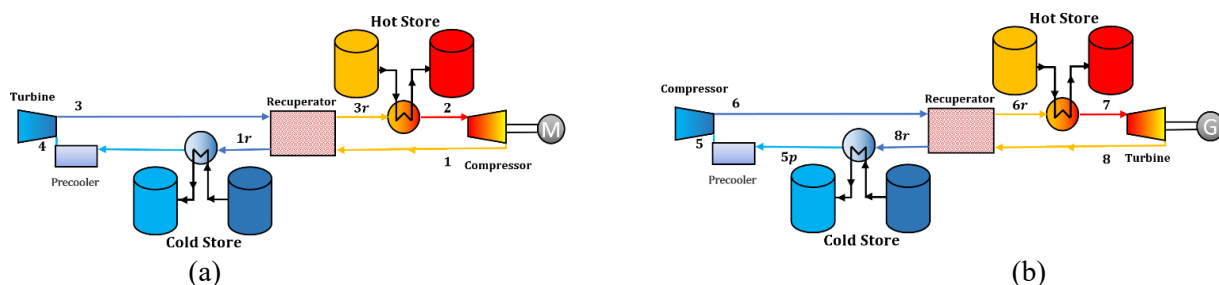 Hot Store
Turbine
3
Recuperator
3r
2
M
4
1r
1
Compressor
Precooler
Cold Store
(a)
Hot Store
Compressor
6
Recuperator
6r
7
G
5
8r
8
Turbine
5p
Precooler
Cold Store
(b)